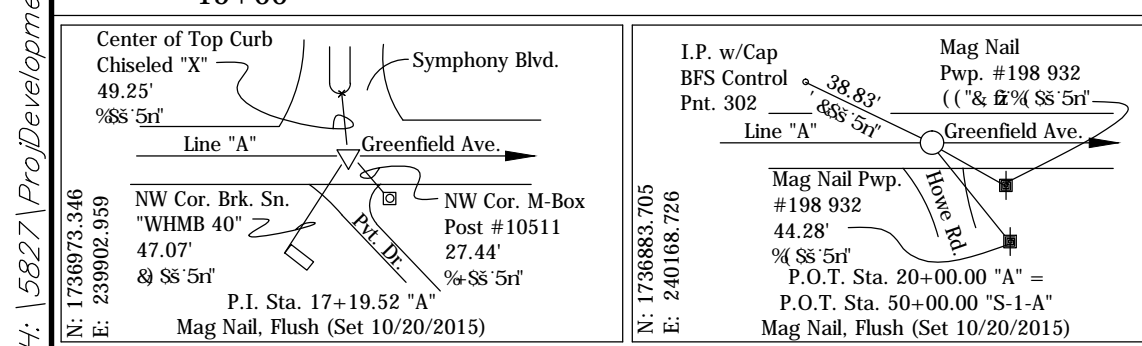 H: \5827\ProjDevelopme
10+00
Center of Top Curb
Chiseled "X"
49.25'
Symphony Blvd.
Line "A"
Greenfield Ave.
NW Cor. Brk. Sn.
"WHMB 40"
47.07'
Pvt. Dr.
NW Cor. M-Box
Post #10511
27.44'
N: 1736973.346
E: 239902.959
P.I. Sta. 17+19.52 "A"
Mag Nail, Flush (Set 10/20/2015)
I.P. w/Cap
BFS Control
Pnt. 302
38.83'
Mag Nail
Pwp. #198 932
Line "A"
Greenfield Ave.
Mag Nail Pwp.
#198 932
44.28'
Howe Rd.
N: 1736883.705
E: 240168.726
P.O.T. Sta. 20+00.00 "A" =
P.O.T. Sta. 50+00.00 "S-1-A"
Mag Nail, Flush (Set 10/20/2015)